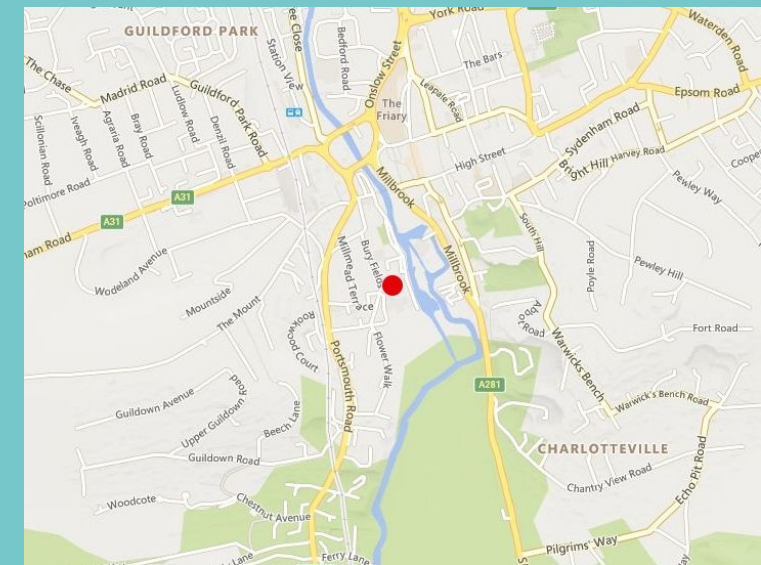 GUILDFORD PARK
York Road
Waterden Road
Bedford Road
Station View
Onslow Street
The Bars
Leapale Road
The Chase
Madrid Road
Guildford Park Road
Ludlow Road
Denzil Road
Bray Road
Agraria Road
Iveagh Road
Scillonian Road
The
Friary
Epsom Road
Sydenham Road
Harvey Road
ght Hill
High Street
Pewley Way
Poltimore Road
A31
A31
ham Road
Millbrook
Millbrook
South Hill
Poyle Road
Pewley Hill
Wodeland Avenue
Mountside
The Mount
Millmead Terrace
Bury Fields
Rookwood Court
Portsmouth Road
Flower Walk
Road
Fort Road
Warwicks Bench
Warwick's Bench Road
A281
Guildown Avenue
Upper Guildown Road
Beech Lane
Guildown Road
CHARLOTTEVILLE
Chantry View Road
Echo Pit Road
Woodcote
Chestnut Avenue
Pilgrims' Way
Ferry Lane
Lane